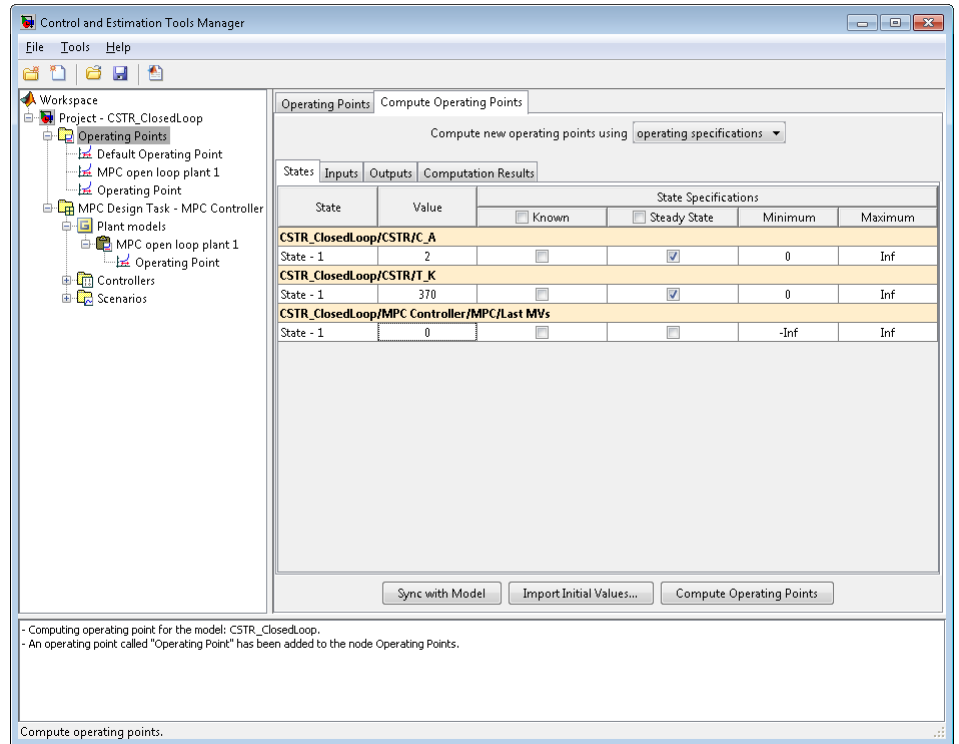 Control and Estimation Tools Manager
File Tools Help
Workspace
Project - CSTR_ClosedLoop
Operating Points
Default Operating Point
MPC open loop plant 1
Operating Point
MPC Design Task - MPC Controller
Plant models
MPC open loop plant 1
Operating Point
Controllers
Scenarios
Operating Points Compute Operating Points
Compute new operating points using operating specifications
States Inputs Outputs Computation Results
State Value State Specifications
Known Steady State Minimum Maximum
CSTR_ClosedLoop/CSTR/C_A
State - 1 2 0 Inf
CSTR_ClosedLoop/CSTR/T_K
State - 1 370 0 Inf
CSTR_ClosedLoop/MPC Controller/MPC/Last MVs
State - 1 0 -Inf Inf
Sync with Model Import Initial Values... Compute Operating Points
- Computing operating point for the model: CSTR_ClosedLoop.
- An operating point called "Operating Point" has been added to the node Operating Points.
Compute operating points.